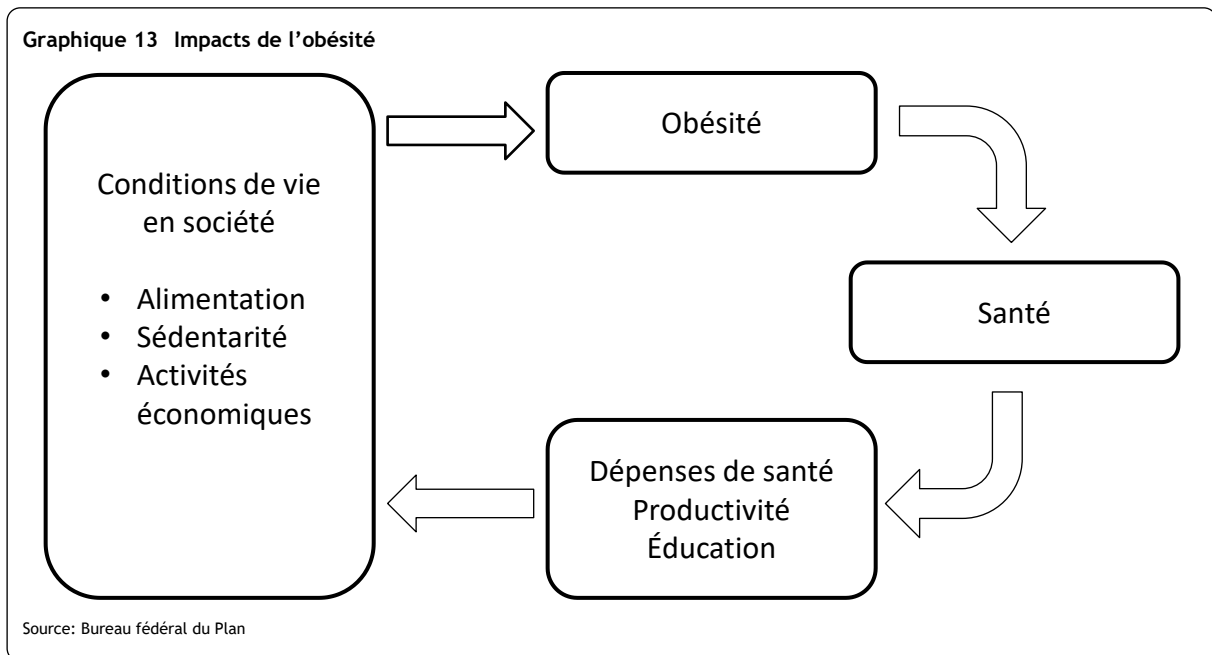 Graphique 13 Impacts de l’obésité
Conditions de vie
en société
• Alimentation
• Sédentarité
• Activités
économiques
Obésité
Santé
Dépenses de santé
Productivité
Éducation
Source: Bureau fédéral du Plan